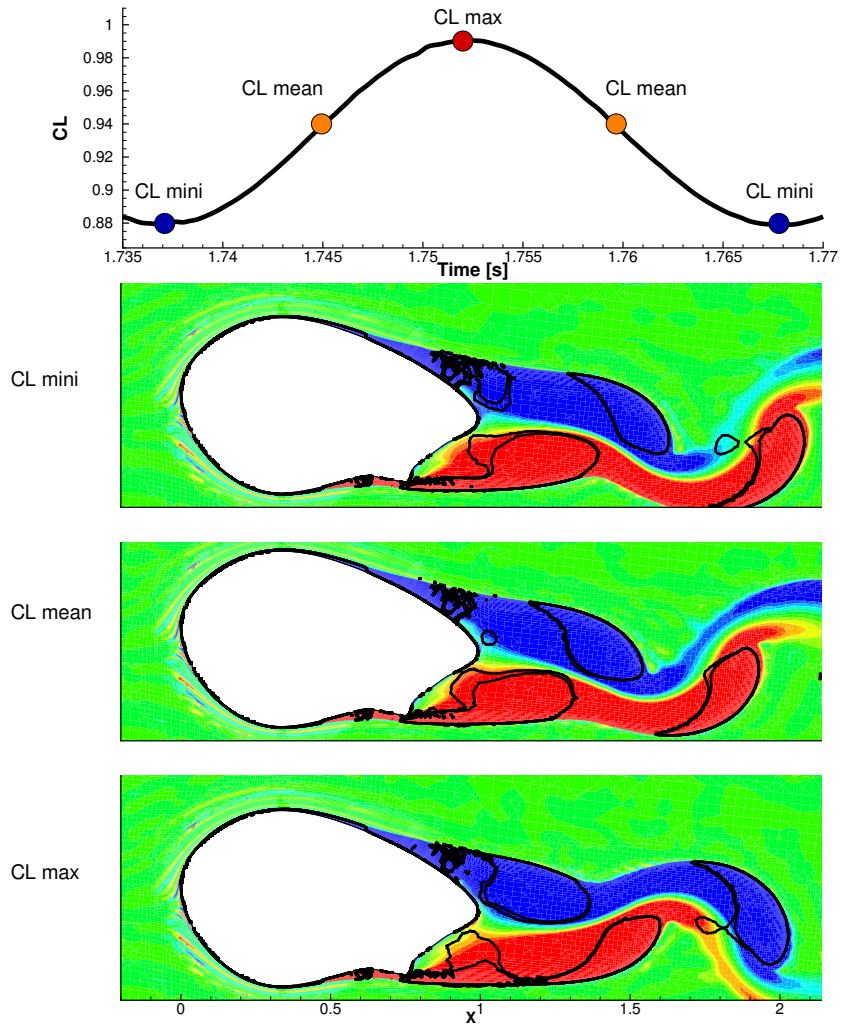 CL max
1
0.98
CL mean
CL mean
0.96
CL
0.94
0.92
0.9
CL mini
CL mini
0.88
1.735 1.74 1.745 1.75 1.755 1.76 1.765 1.77
Time [s]
CL mini
CL mean
CL max
0 0.5 1 1.5 2
X